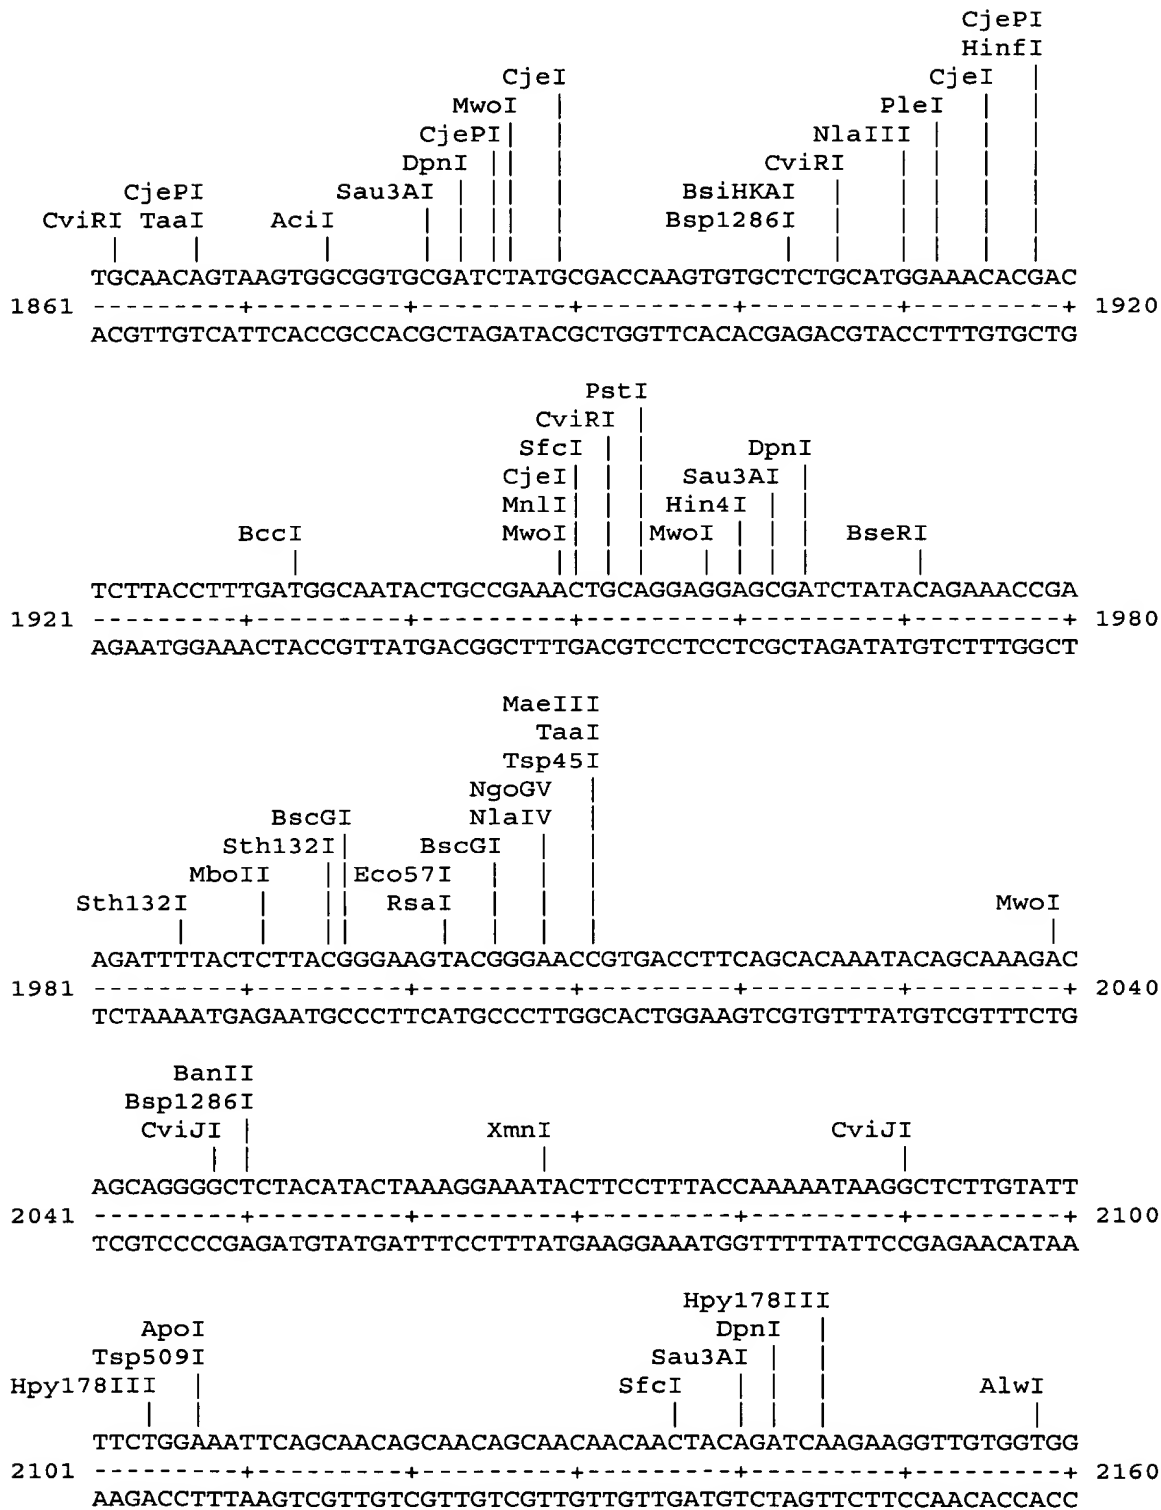 CjePI
HinfI
CjeI |
MwoI PleI
CjePI| NlaIII
DpnI CviRI
CjePI Sau3AI BsiHKAI
CviRI TaaI AciI Bsp1286I
TGCAACAGTAAGTGGCGGTGCGATCTATGCGACCAAGTGTGCTCTGCATGGAAACACGAC
1861 ---------+---------+---------+---------+---------+---------+ 1920
ACGTTGTCATTCACCGCCACGCTAGATACGCTGGTTCACACGAGACGTACCTTTGTGCTG
PstI
CviRI |
SfcI | DpnI
CjeI| Sau3AI
MnlI Hin4I
BccI MwoI MwoI BseRI
TCTTACCTTTGATGGCAATACTGCCGAAACTGCAGGAGGAGCGATCTATACAGAAACCGA
1921 ---------+---------+---------+---------+---------+---------+ 1980
AGAATGGAAACTACCGTTATGACGGCTTTGACGTCCTCCTCGCTAGATATGTCTTTGGCT
MaeIII
TaaI
Tsp45I
NgoGV
BscGI NlaIV
Sth132I| BscGI
MboII Eco57I
Sth132I RsaI MwoI
AGATTTTACTCTTACGGGAAGTACGGGAACCGTGACCTTCAGCACAAATACAGCAAAGAC
1981 ---------+---------+---------+---------+---------+---------+ 2040
TCTAAAATGAGAATGCCCTTCATGCCCTTGGCACTGGAAGTCGTGTTTATGTCGTTTCTG
BanII
Bsp1286I
CviJI | XmnI CviJI
AGCAGGGGCTCTACATACTAAAGGAAATACTTCCTTTACCAAAAATAAGGCTCTTGTATT
2041 ---------+---------+---------+---------+---------+---------+ 2100
TCGTCCCCGAGATGTATGATTTCCTTTATGAAGGAAATGGTTTTTATTCCGAGAACATAA
Hpy178III
ApoI DpnI
Tsp509I Sau3AI
Hpy178III SfcI AlwI
TTCTGGAAATTCAGCAACAGCAACAGCAACAACAACTACAGATCAAGAAGGTTGTGGTGG
2101 ---------+---------+---------+---------+---------+---------+ 2160
AAGACCTTTAAGTCGTTGTCGTTGTCGTTGTTGTTGATGTCTAGTTCTTCCAACACCACC